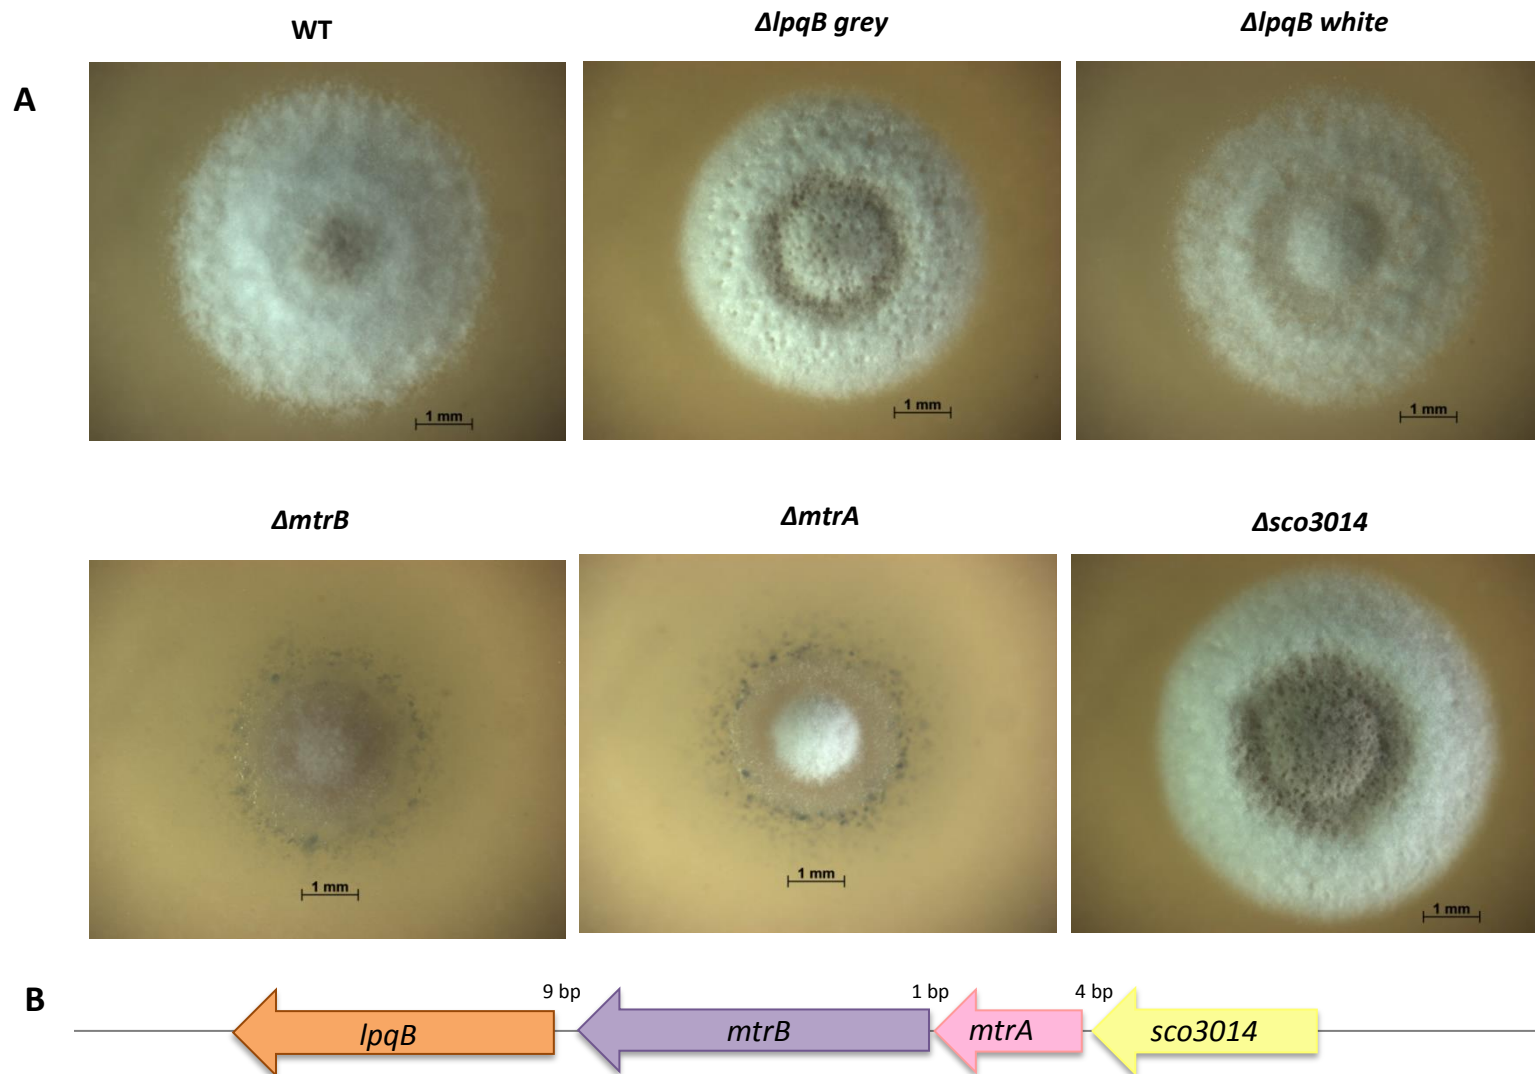 WT
ΔlpqB grey
ΔlpqB white
A
1 mm
1 mm
1 mm
ΔmtrB
ΔmtrA
Δsco3014
1 mm
1 mm
1 mm
B
9 bp
1 bp
4 bp
lpqB
mtrB
mtrA
sco3014